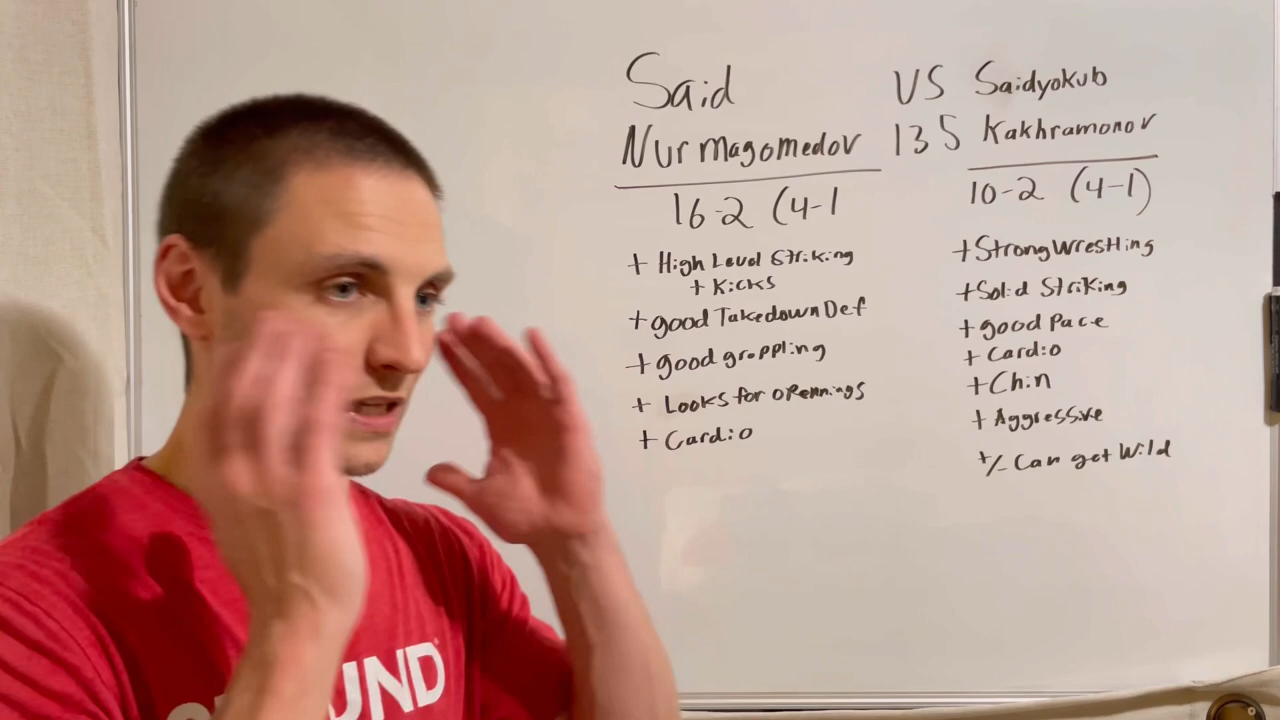 Said
Nurmagomedov
16-2 (4-1
+ High Level Striking
+ Kicks
+ good Takedown Def
+ good grappling
+ Looks for opennings
+ Cardio
VS
135
Saidyokub
Kakhramonov
10-2 (4-1)
+ Strong Wrestling
+ Solid Striking
+ good Pace
+ Cardio
+ Chin
+ Aggressive
+/- Can get Wild